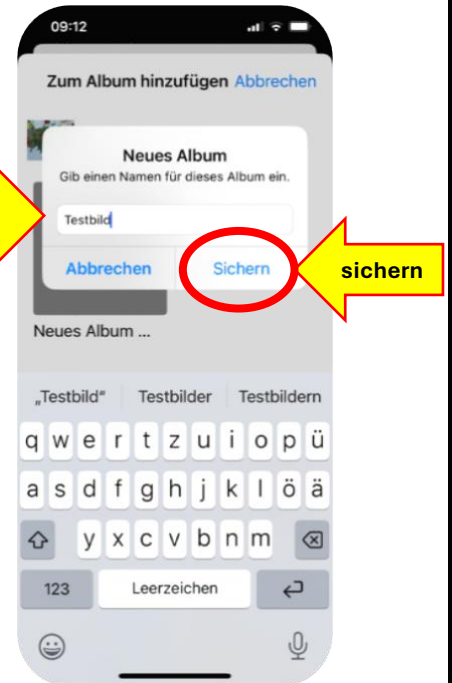 09:12
Zum Album hinzufügen Abbrechen
Neues Album
Gib einen Namen für dieses Album ein.
Testbild
Abbrechen Sichern
sichern
Neues Album ...
„Testbild“ Testbilder Testbildern
q w e r t z u i o p ü
a s d f g h j k l ö ä
y x c v b n m
123 Leerzeichen